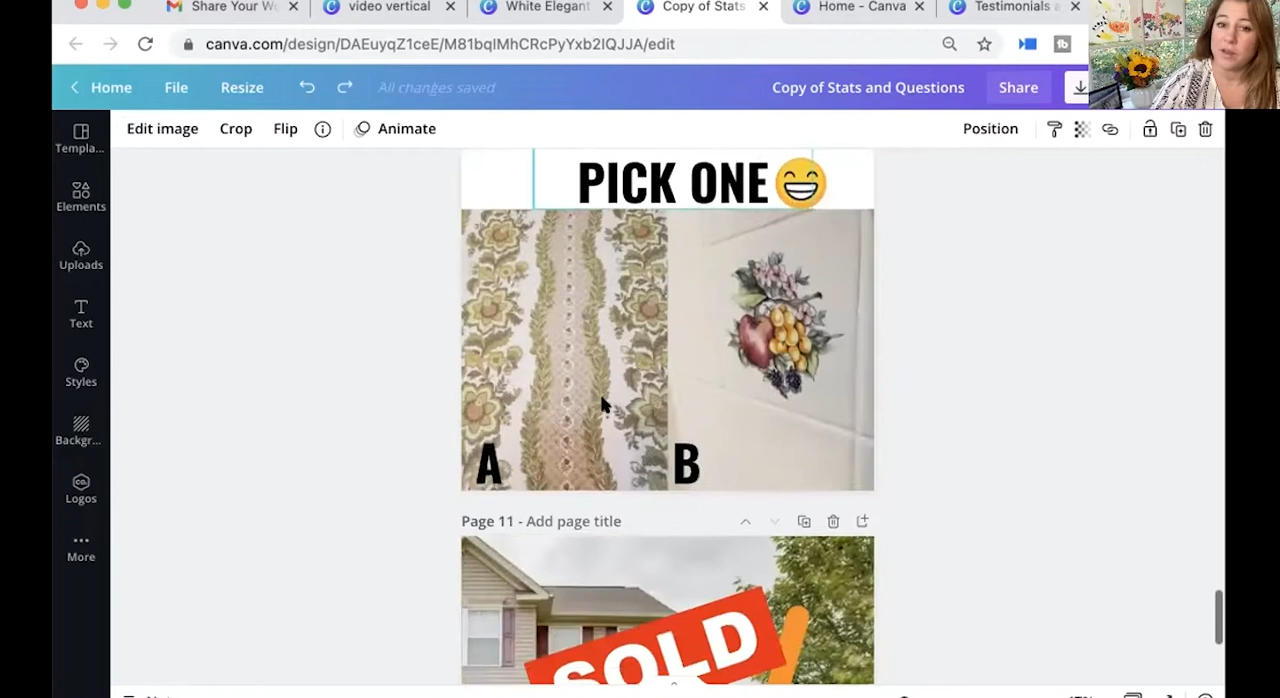 Share Your Wo
video vertical
White Elegant
Copy of Stats
Home - Canva
Testimonials a
canva.com/design/DAEuyqZ1ceE/M81bqlMhCRcPyYxb2lQJJA/edit
Home
File
Resize
All changes saved
Copy of Stats and Questions
Share
Edit image
Crop
Flip
Animate
Position
Templa...
Elements
Uploads
Text
Styles
Backgr...
Logos
More
PICK ONE😁
A
B
Page 11 - Add page title
SOLD